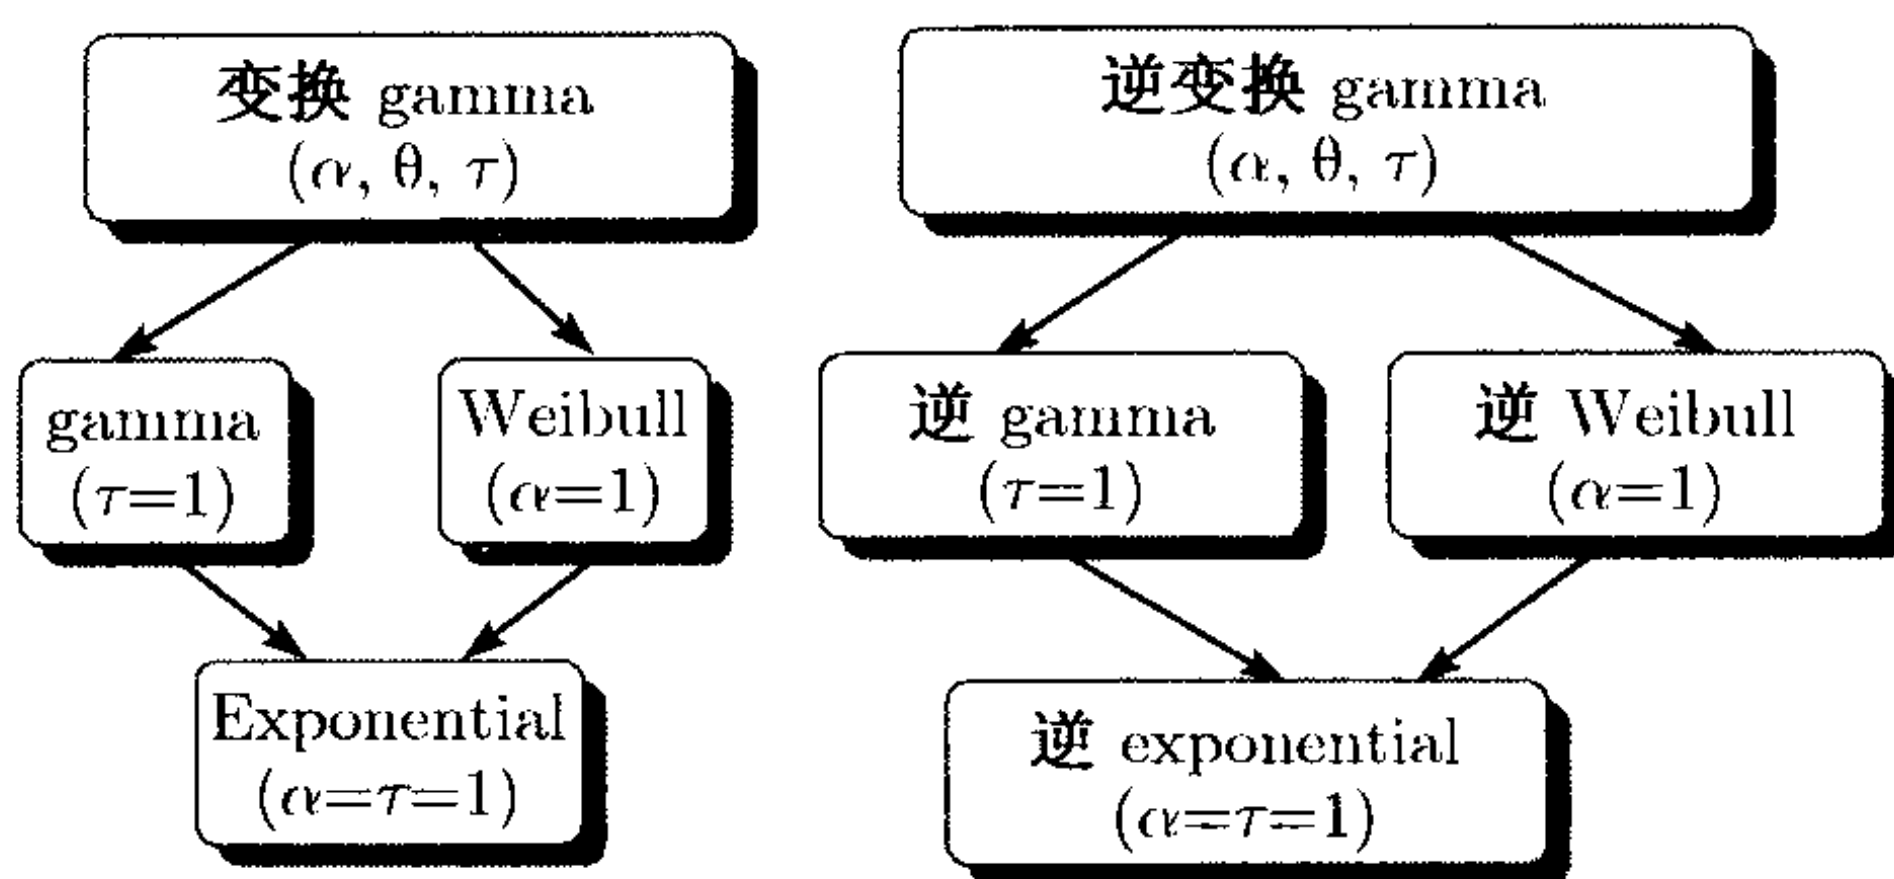 变换 gamma
(α, θ, τ)
逆变换 gamma
(α, θ, τ)
gamma
(τ=1)
Weibull
(α=1)
逆 gamma
(τ=1)
逆 Weibull
(α=1)
Exponential
(α=τ=1)
逆 exponential
(α=τ=1)